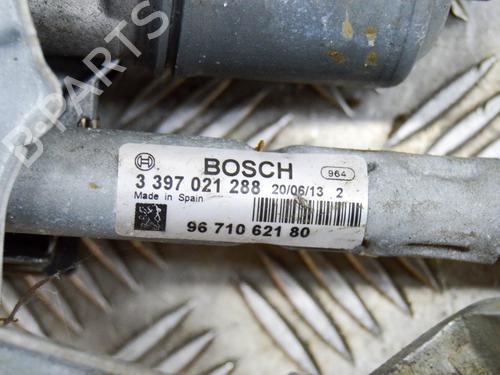 B-PARTS
BOSCH 964
3 397 021 288 20/06/13 2
Made in Spain
96 710 621 80